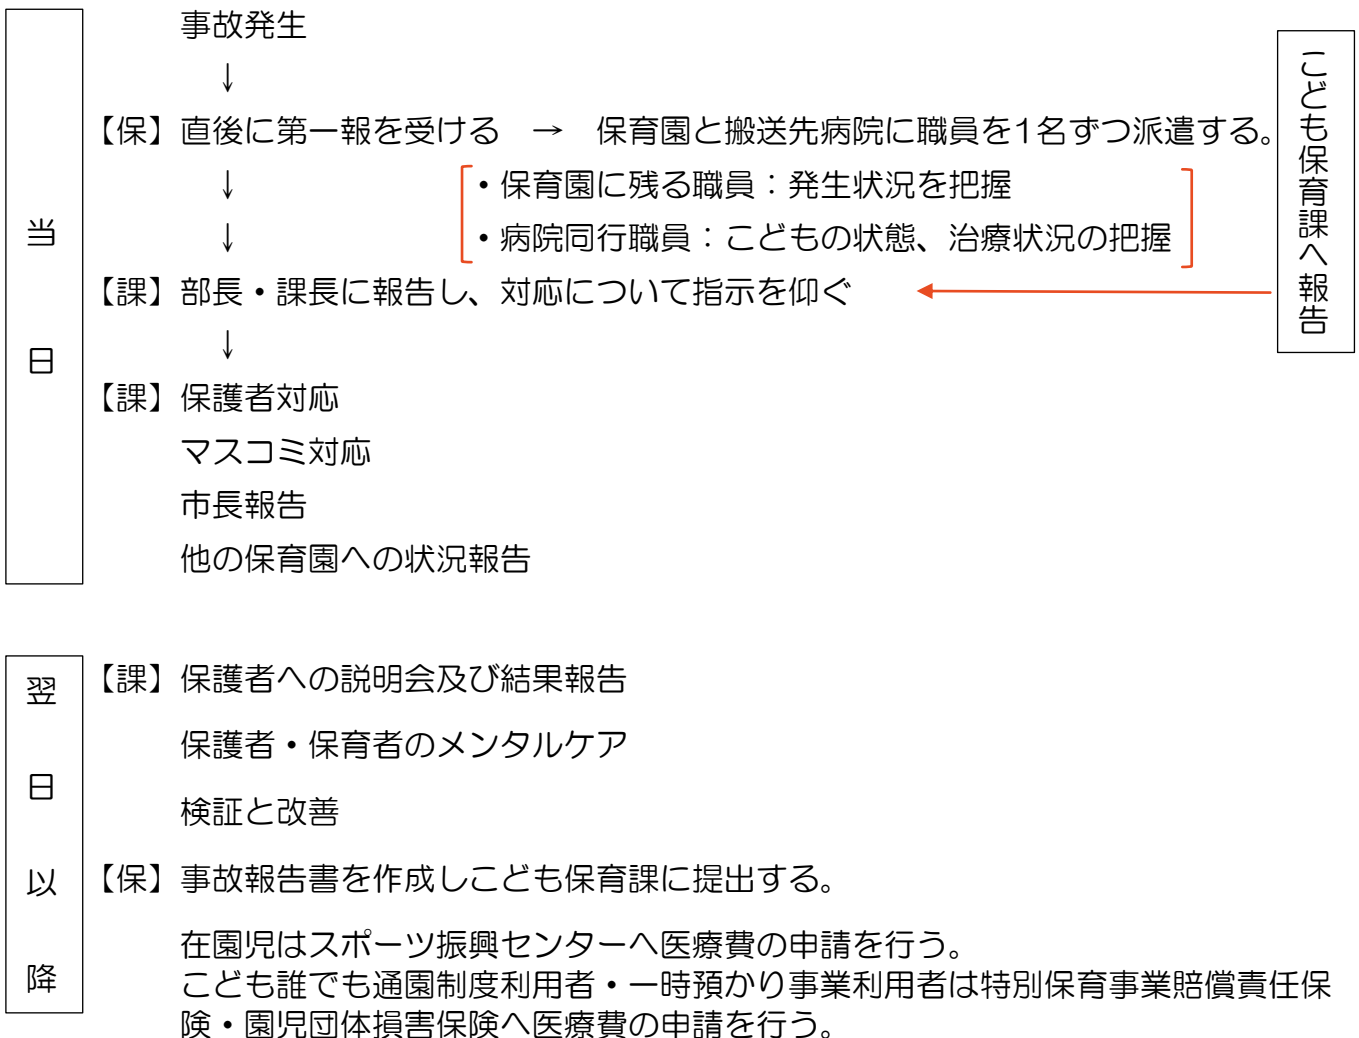 当日
事故発生
↓
【保】直後に第一報を受ける → 保育園と搬送先病院に職員を1名ずつ派遣する。
↓ ・保育園に残る職員：発生状況を把握
↓ ・病院同行職員：こどもの状態、治療状況の把握
こども保育課へ報告
【課】部長・課長に報告し、対応について指示を仰ぐ
↓
【課】保護者対応
マスコミ対応
市長報告
他の保育園への状況報告
翌日以降
【課】保護者への説明会及び結果報告
保護者・保育者のメンタルケア
検証と改善
【保】事故報告書を作成しこども保育課に提出する。
在園児はスポーツ振興センターへ医療費の申請を行う。
こども誰でも通園制度利用者・一時預かり事業利用者は特別保育事業賠償責任保
険・園児団体損害保険へ医療費の申請を行う。